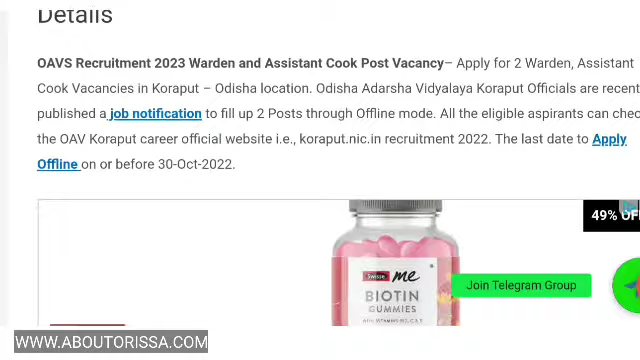 Details
OAVS Recruitment 2023 Warden and Assistant Cook Post Vacancy– Apply for 2 Warden, Assistant
Cook Vacancies in Koraput – Odisha location. Odisha Adarsha Vidyalaya Koraput Officials are recent
published a job notification to fill up 2 Posts through Offline mode. All the eligible aspirants can chec
the OAV Koraput career official website i.e., koraput.nic.in recruitment 2022. The last date to Apply
Offline on or before 30-Oct-2022.
49% OFF
Swisse me
BIOTIN
GUMMIES
Join Telegram Group
WWW.ABOUTORISSA.COM